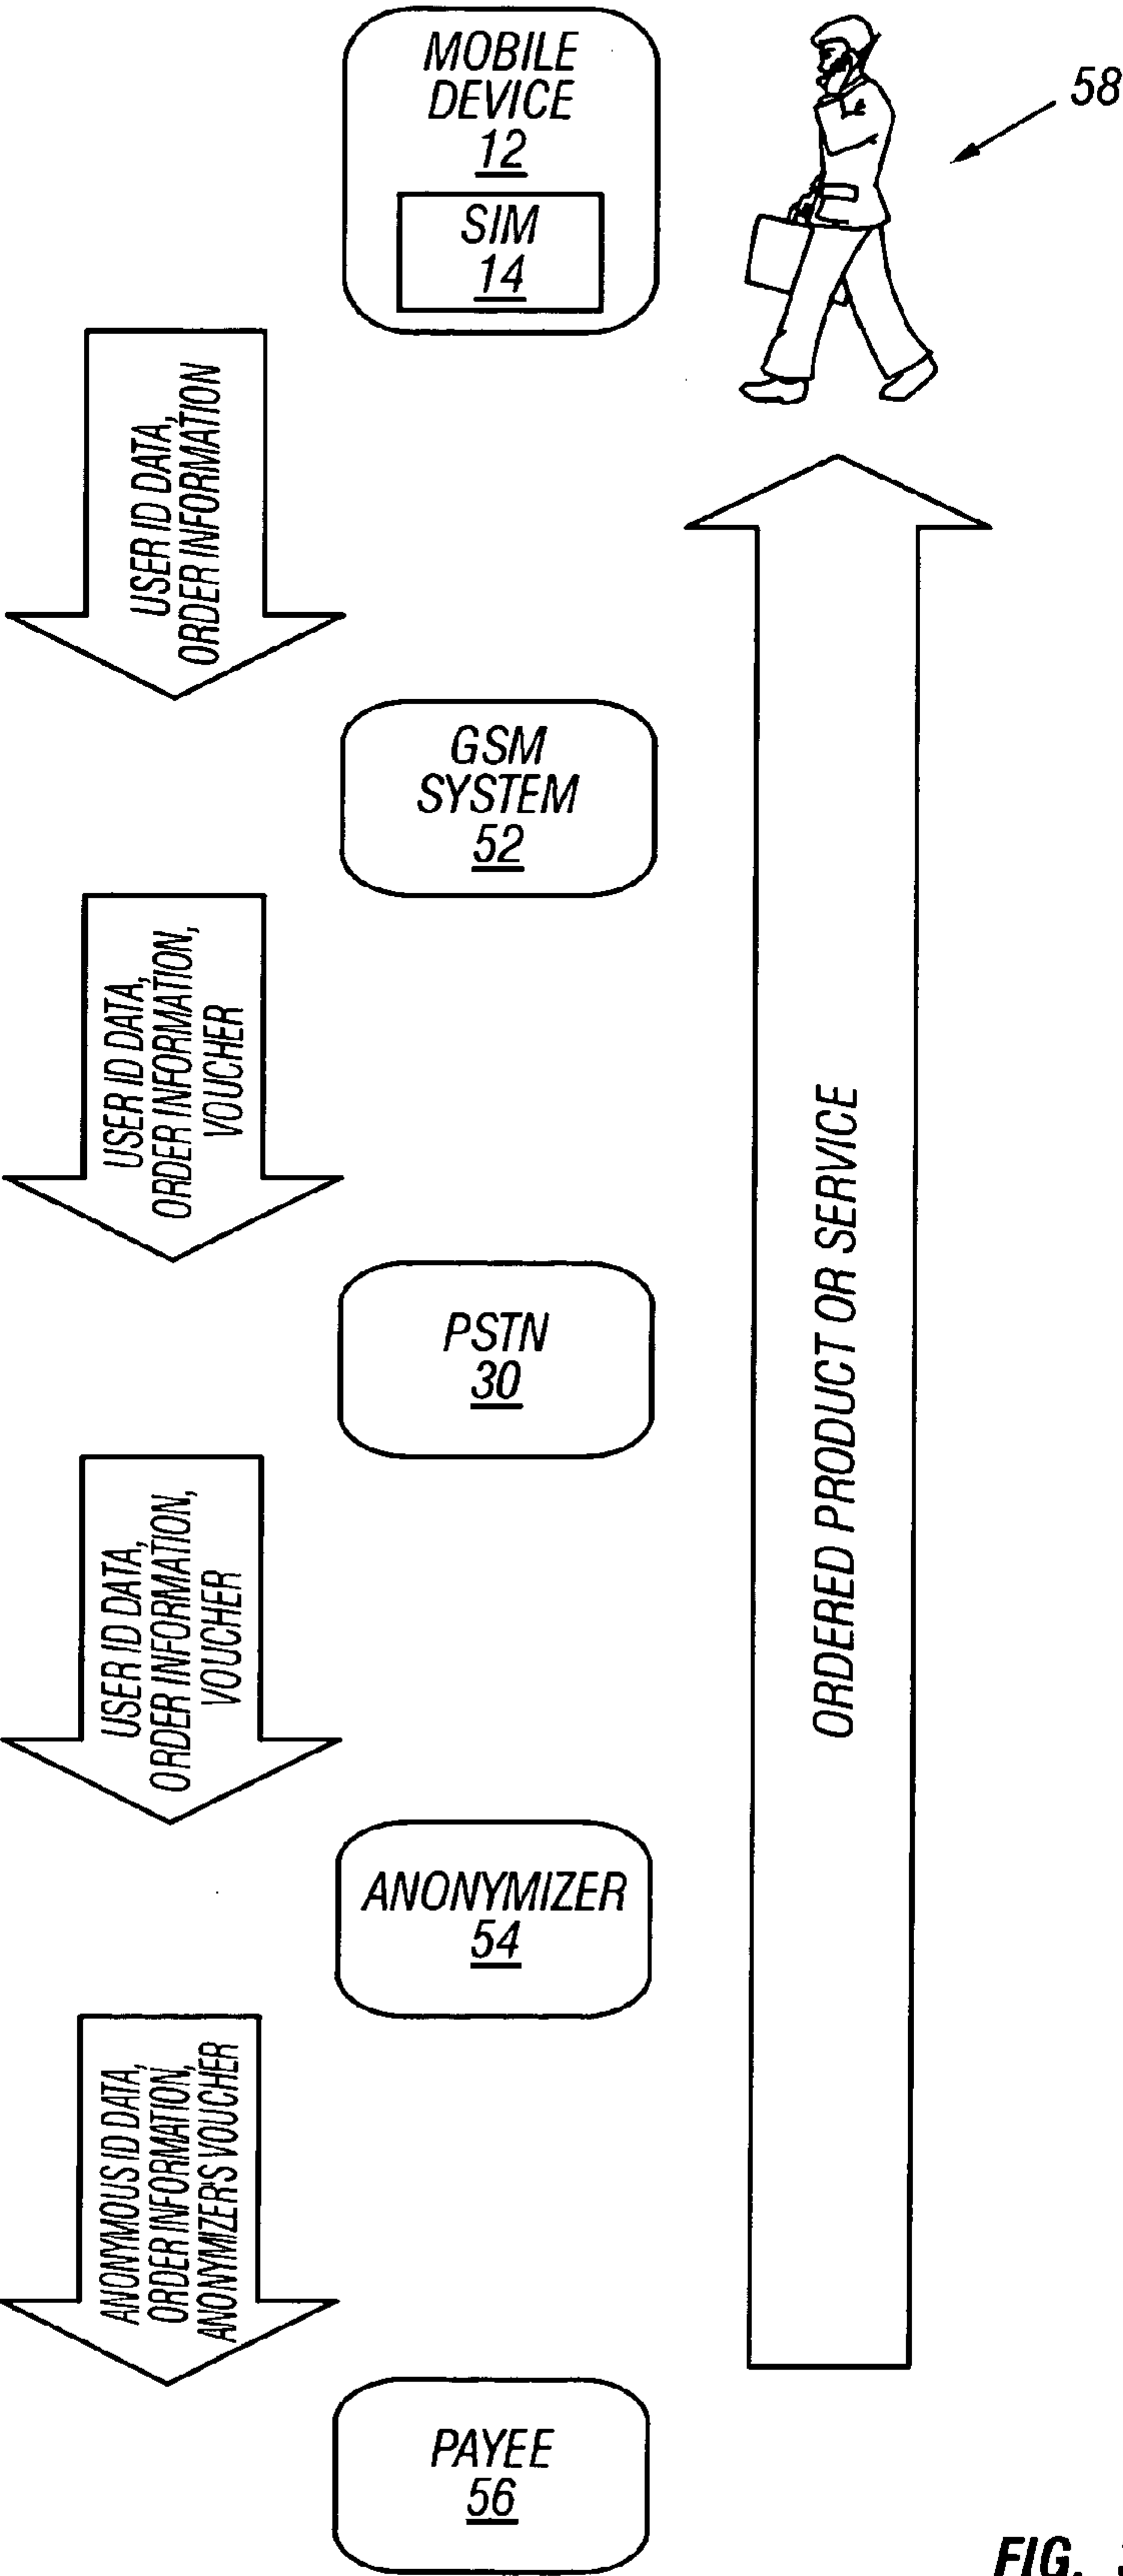 MOBILE
DEVICE
12
SIM
14
58
USER ID DATA,
ORDER INFORMATION
GSM
SYSTEM
52
USER ID DATA,
ORDER INFORMATION,
VOUCHER
PSTN
30
ORDERED PRODUCT OR SERVICE
USER ID DATA,
ORDER INFORMATION,
VOUCHER
ANONYMIZER
54
ANONYMOUS ID DATA,
ORDER INFORMATION,
ANONYMIZER'S VOUCHER
PAYEE
56
FIG.